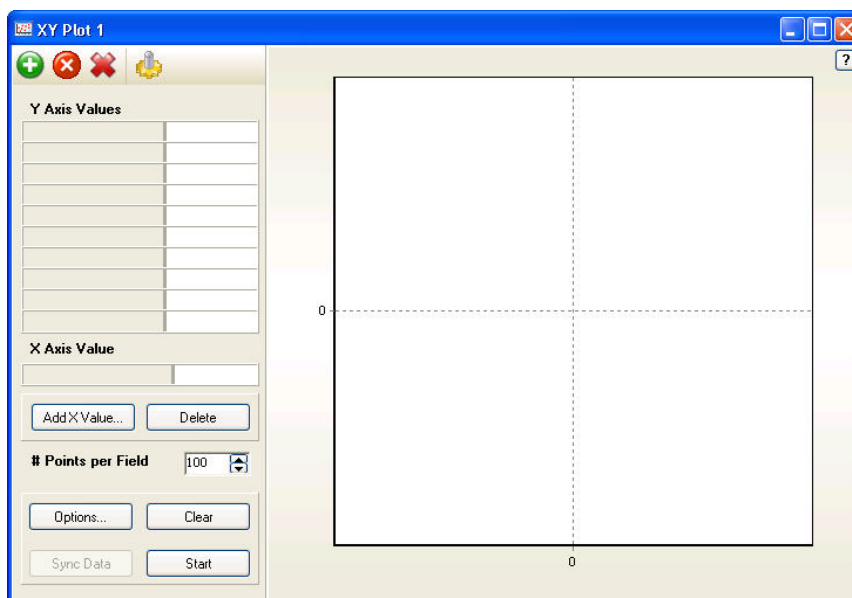 XY Plot 1
?
Y Axis Values
0
X Axis Value
Add X Value... Delete
# Points per Field 100
Options... Clear
Sync Data Start
0